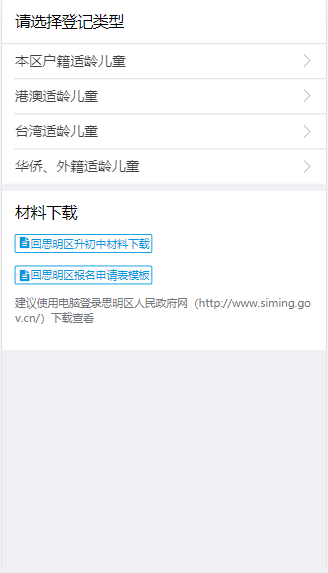 请选择登记类型
本区户籍适龄儿童
港澳适龄儿童
台湾适龄儿童
华侨、外籍适龄儿童
材料下载
回思明区升初中材料下载
回思明区报名申请表模板
建议使用电脑登录思明区人民政府网（http://www.siming.go
v.cn/）下载查看